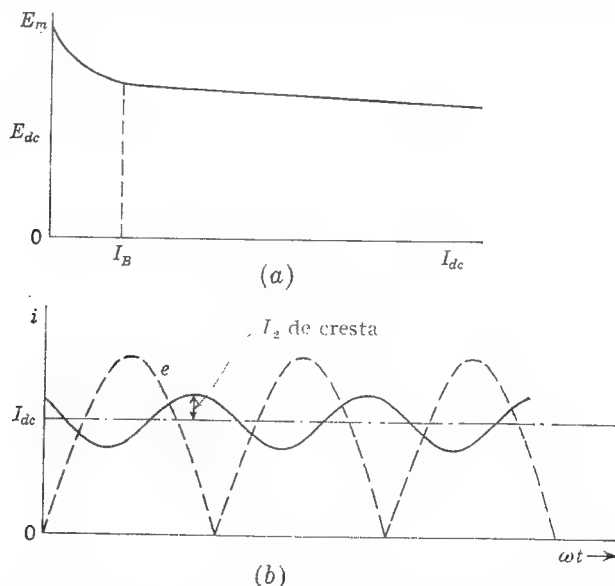 E_m
E_dc
0
I_B
I_dc
(a)
i
I_2 de cresta
e
I_dc
0
ωt
(b)